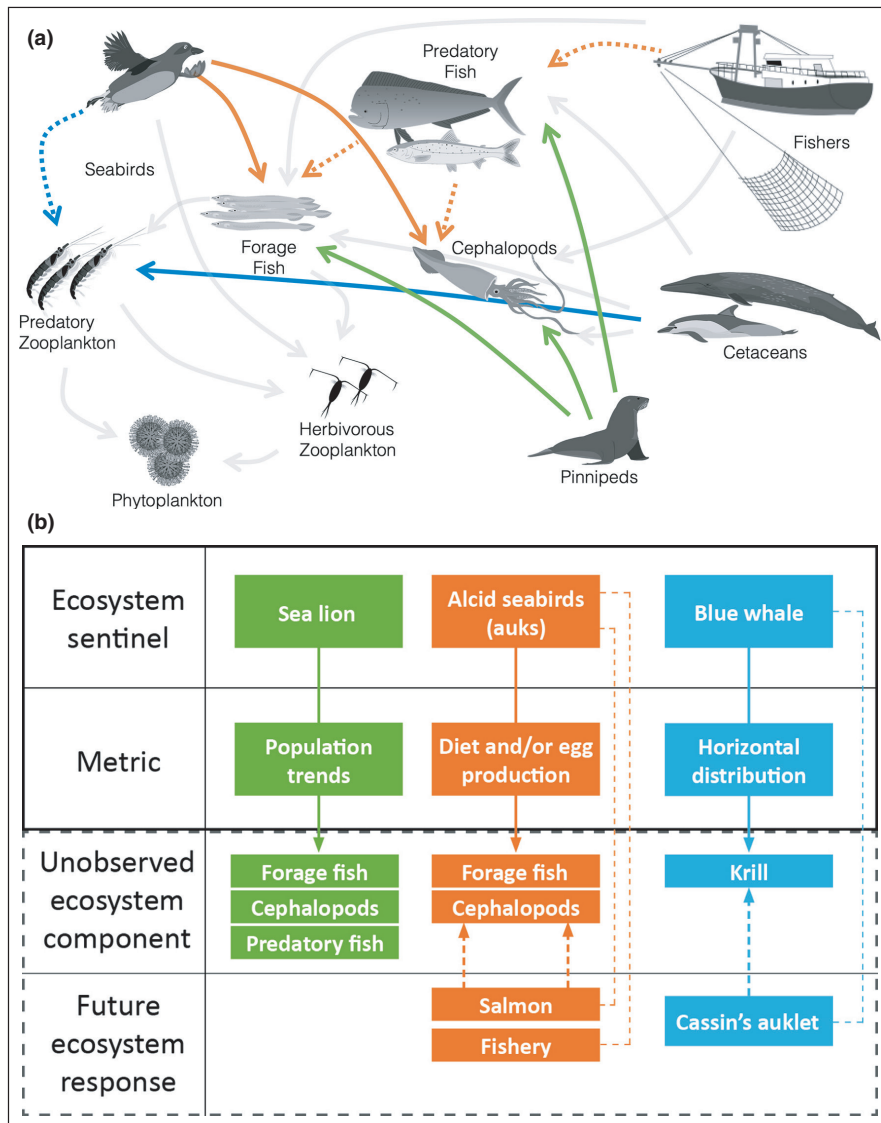 (a)
Predatory
Fish
Fishers
Seabirds
Forage
Fish
Cephalopods
Predatory
Zooplankton
Cetaceans
Herbivorous
Zooplankton
Pinnipeds
Phytoplankton
(b)
Ecosystem
sentinel
Sea lion
Alcid seabirds
(auks)
Blue whale
Metric
Population
trends
Diet and/or egg
production
Horizontal
distribution
Unobserved
ecosystem
component
Forage fish
Cephalopods
Predatory fish
Forage fish
Cephalopods
Krill
Future
ecosystem
response
Salmon
Fishery
Cassin's auklet